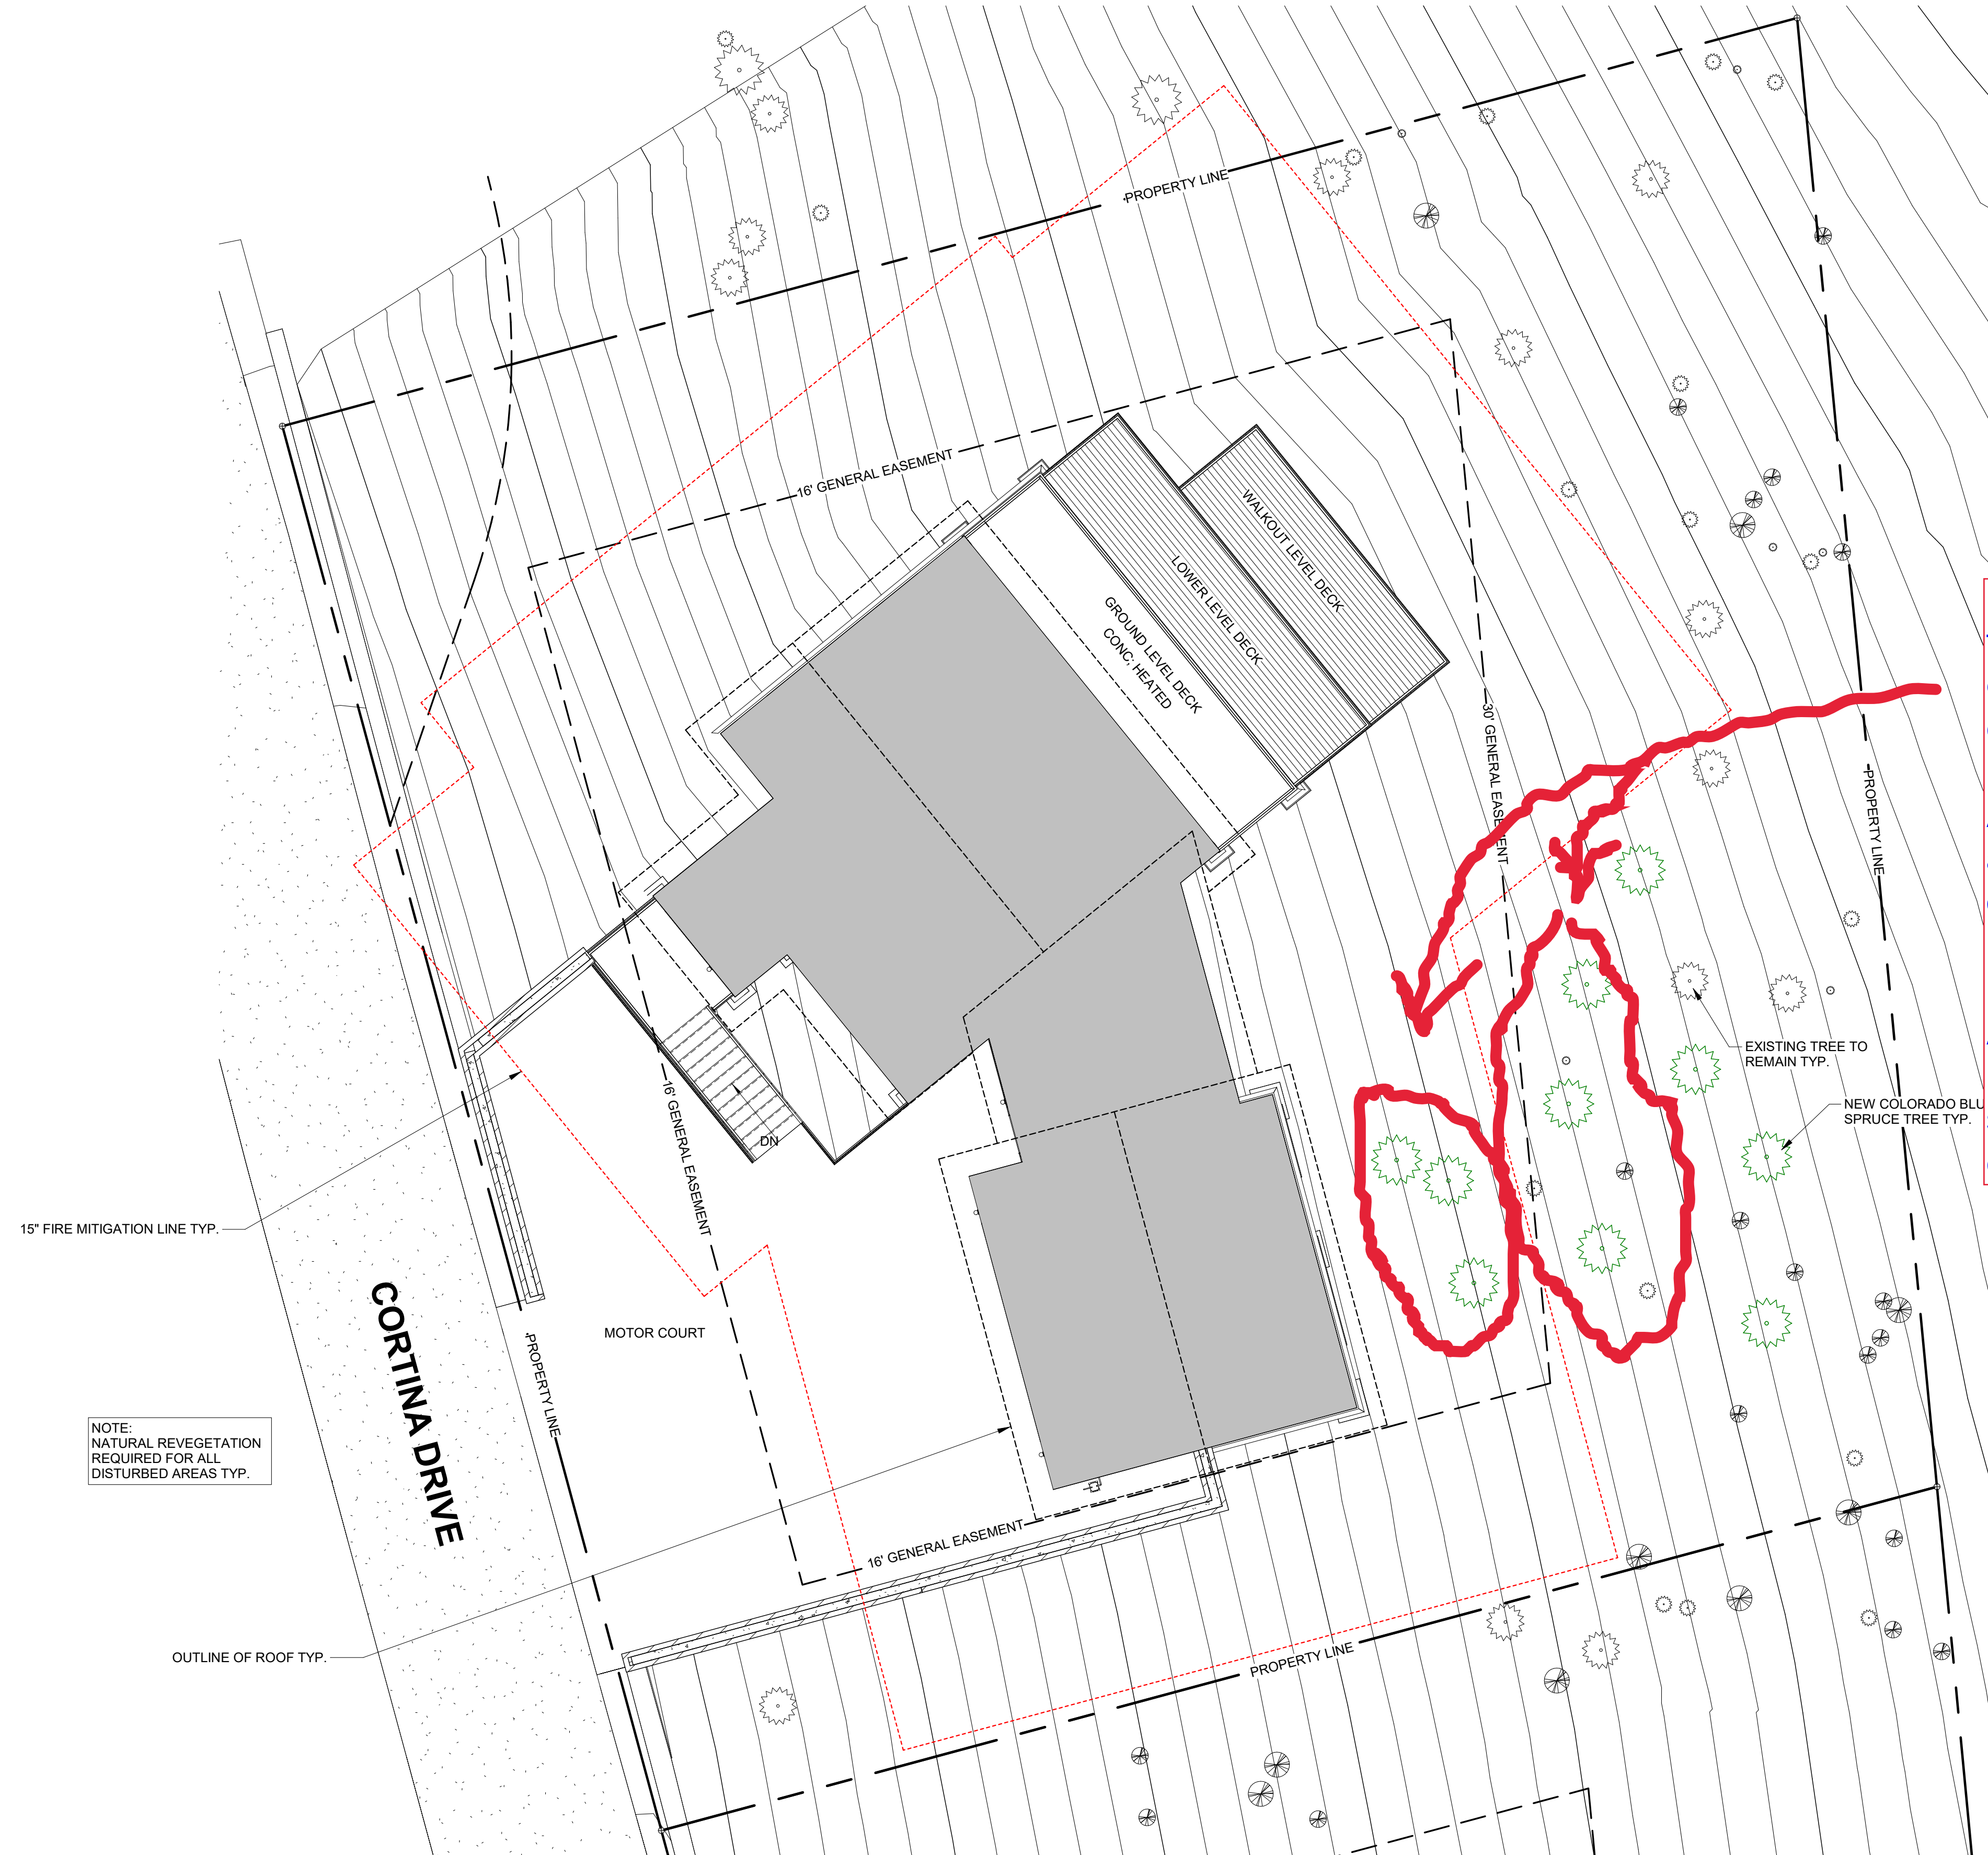 PROPERTY LINE
16' GENERAL EASEMENT
WALKOUT LEVEL DECK
LOWER LEVEL DECK
GROUND LEVEL DECK
CONC; HEATED
30' GENERAL EASEMENT
PROPERTY LINE
EXISTING TREE TO
REMAIN TYP.
NEW COLORADO BLU
SPRUCE TREE TYP.
16' GENERAL EASEMENT
DN
15" FIRE MITIGATION LINE TYP.
MOTOR COURT
CORTINA DRIVE
PROPERTY LINE
NOTE:
NATURAL REVEGETATION
REQUIRED FOR ALL
DISTURBED AREAS TYP.
16' GENERAL EASEMENT
OUTLINE OF ROOF TYP.
PROPERTY LINE